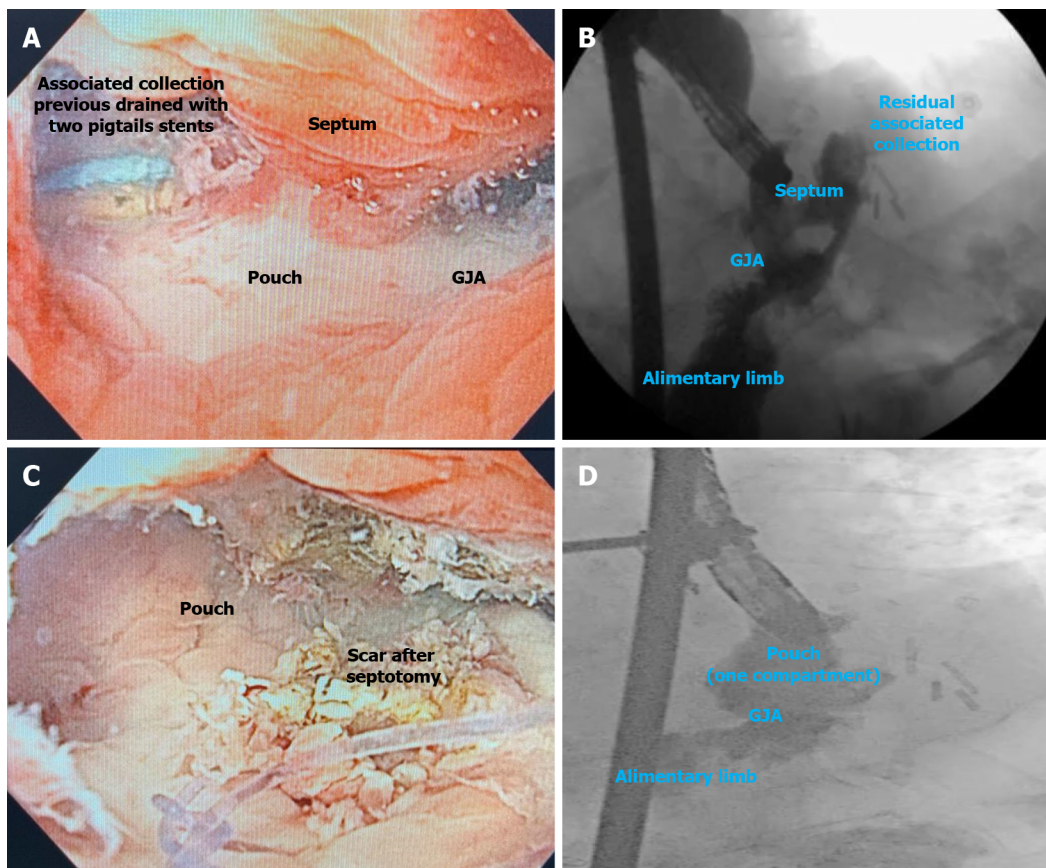 A
Associated collection
previous drained with
two pigtails stents
Septum
Pouch
GJA
B
Residual
associated
collection
Septum
GJA
Alimentary limb
C
Pouch
Scar after
septotomy
D
Pouch
(one compartment)
GJA
Alimentary limb